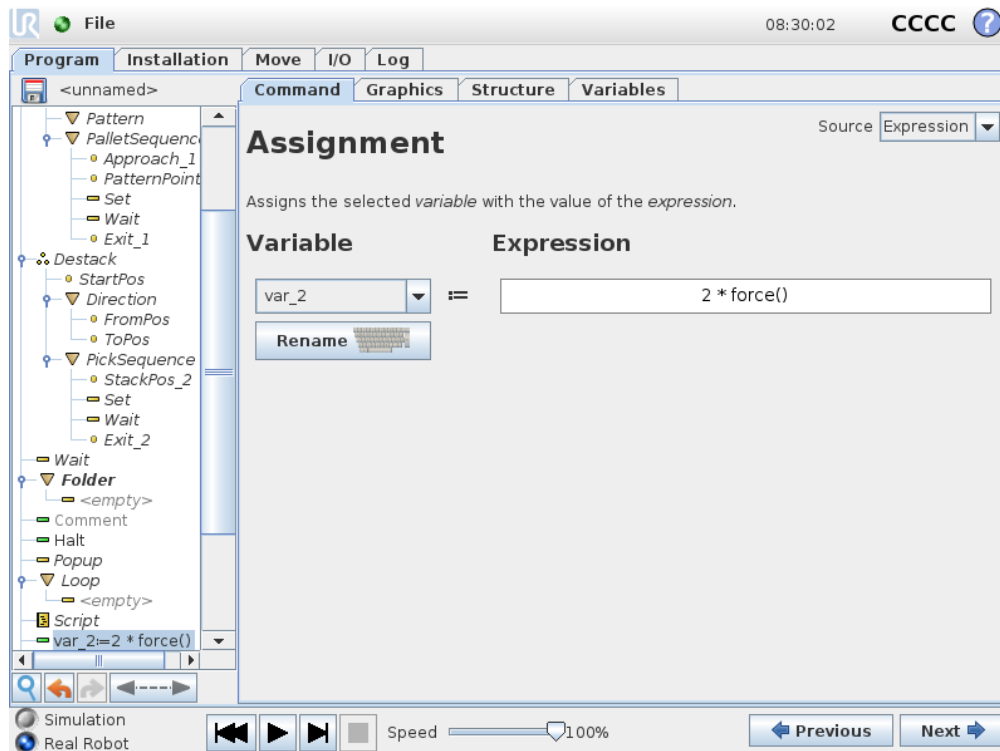 UR File 08:30:02 CCCC ?
Program Installation Move I/O Log
<unnamed>
Command Graphics Structure Variables
Pattern
PalletSequenc
Approach_1
PatternPoint
Set
Wait
Exit_1
Destack
StartPos
Direction
FromPos
ToPos
PickSequence
StackPos_2
Set
Wait
Exit_2
Wait
Folder
<empty>
Comment
Halt
Popup
Loop
<empty>
Script
var_2:=2 * force()
Assignment
Source Expression
Assigns the selected variable with the value of the expression.
Variable Expression
var_2 := 2 * force()
Rename
Simulation
Real Robot
Speed 100%
Previous Next